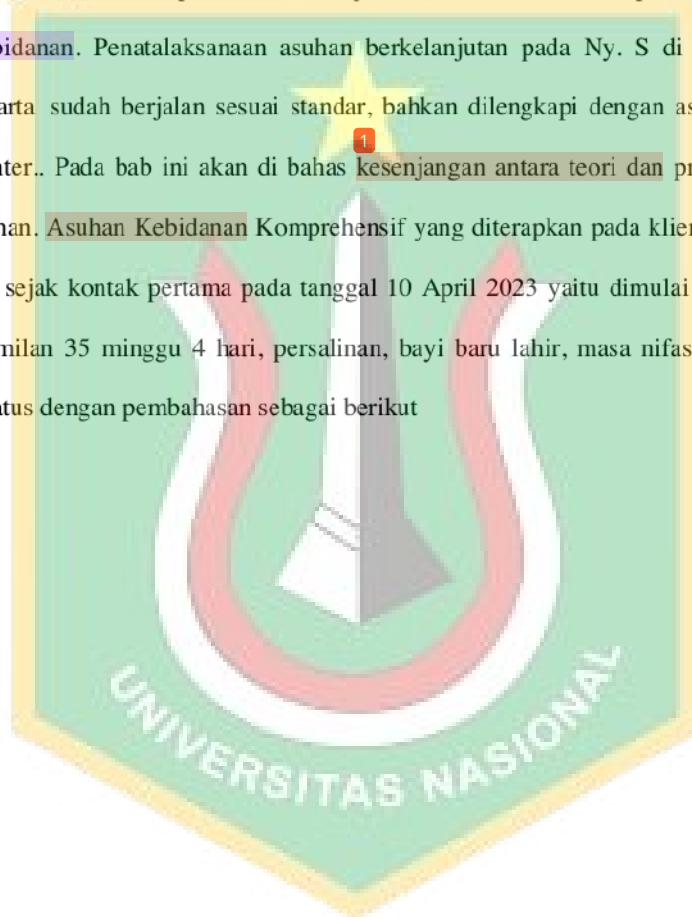 bidanan. Penatalaksanaan asuhan berkelanjutan pada Ny. S di
arta sudah berjalan sesuai standar, bahkan dilengkapi dengan as
1
nter.. Pada bab ini akan di bahas kesenjangan antara teori dan pr
nan. Asuhan Kebidanan Komprehensif yang diterapkan pada klien
sejak kontak pertama pada tanggal 10 April 2023 yaitu dimulai
milan 35 minggu 4 hari, persalinan, bayi baru lahir, masa nifas
atus dengan pembahasan sebagai berikut
UNIVERSITAS NASIONAL